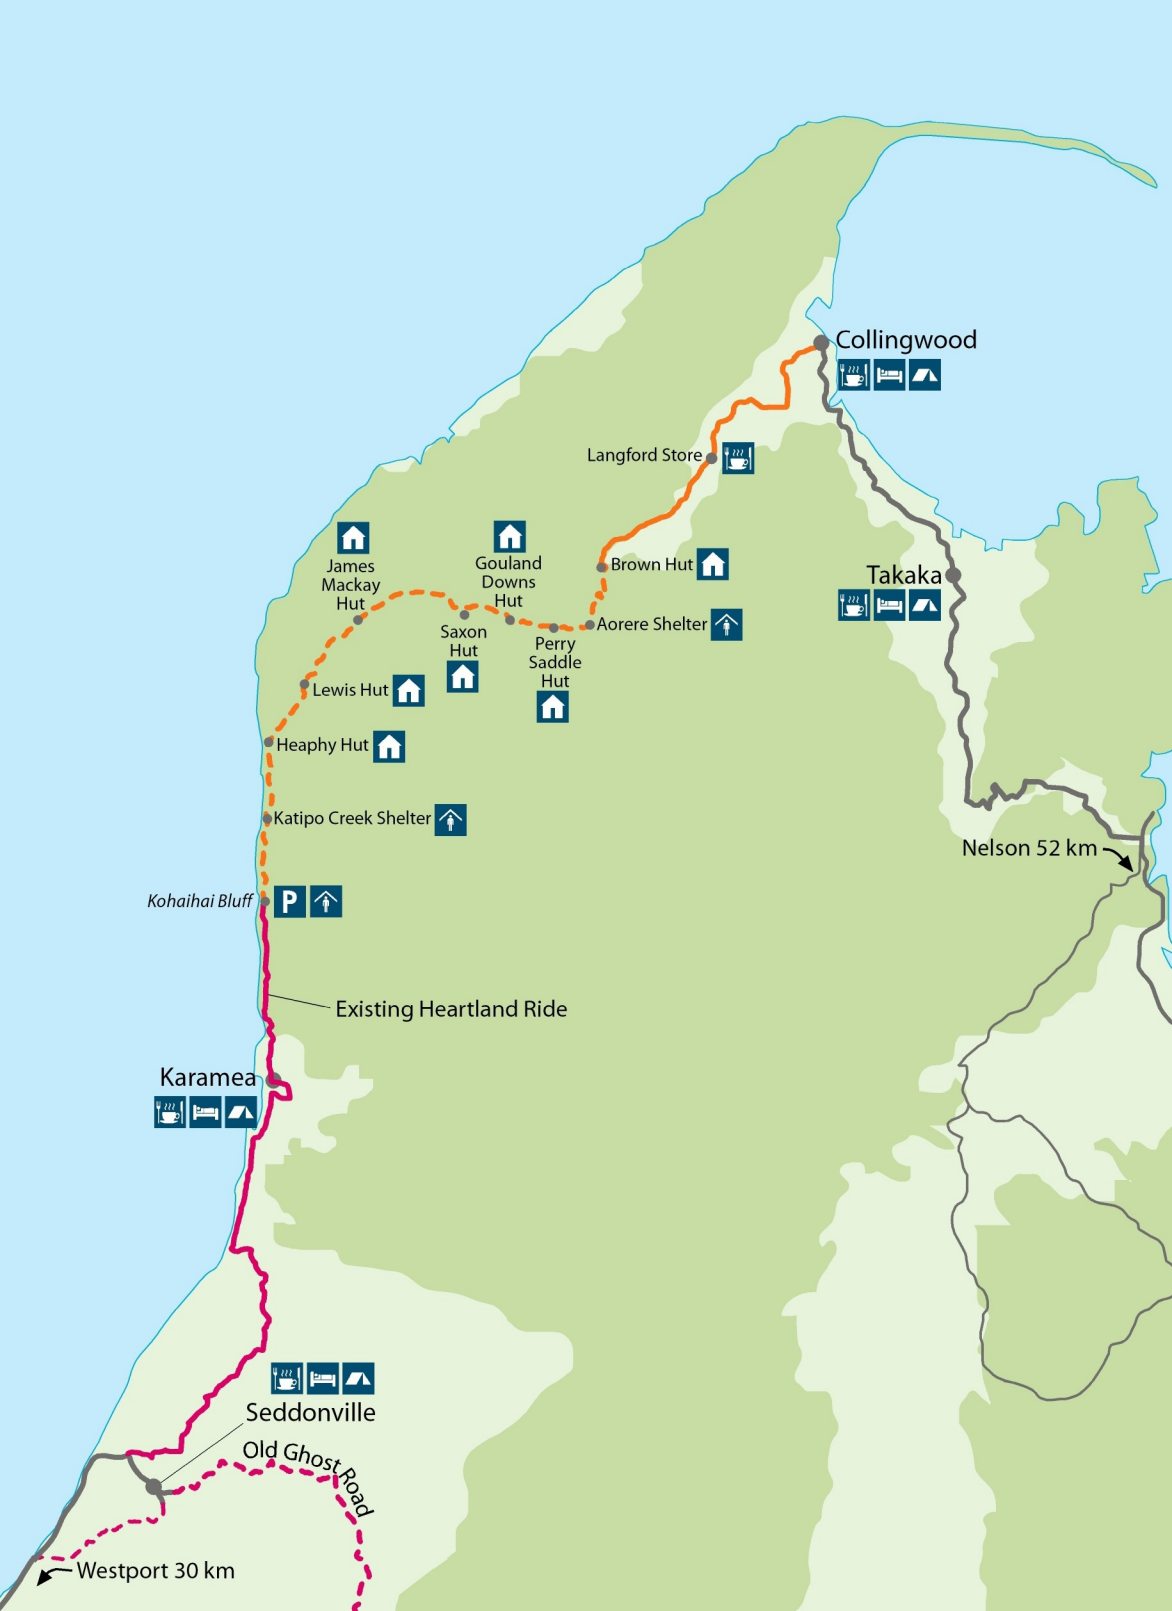 Collingwood
Langford Store
James
Mackay
Hut
Gouland
Downs
Hut
Brown Hut
Takaka
Saxon
Hut
Perry
Saddle
Hut
Aorere Shelter
Lewis Hut
Heaphy Hut
Katipo Creek Shelter
Nelson 52 km
Kohaihai Bluff
P
Existing Heartland Ride
Karamea
Seddonville
Old Ghost Road
Westport 30 km